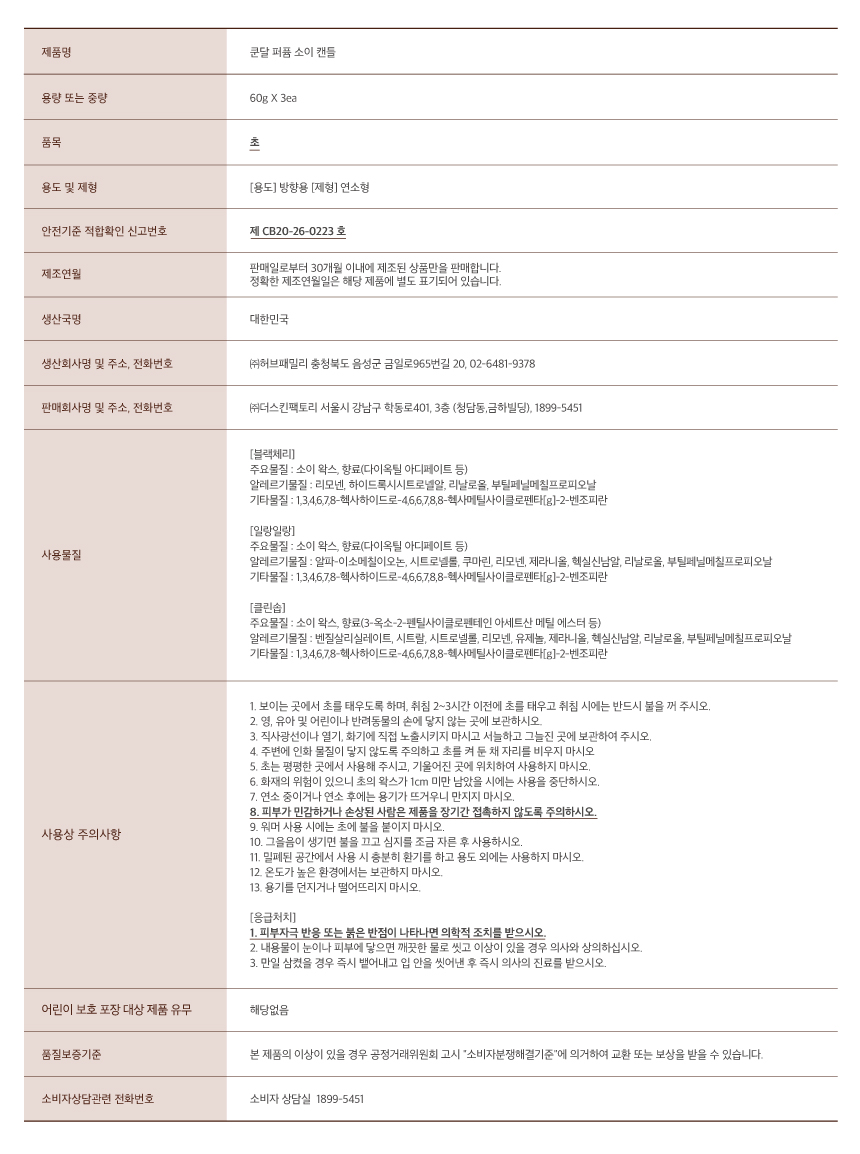 제품명
쿤달 퍼퓸 소이 캔들
용량 또는 중량
60g X 3ea
품목
초
용도 및 제형
[용도] 방향용 [제형] 연소형
안전기준 적합확인 신고번호
제 CB20-26-0223 호
제조연월
판매일로부터 30개월 이내에 제조된 상품만을 판매합니다.
정확한 제조연월일은 해당 제품에 별도 표기되어 있습니다.
생산국명
대한민국
생산회사명 및 주소, 전화번호
㈜허브패밀리 충청북도 음성군 금일로965번길 20, 02-6481-9378
판매회사명 및 주소, 전화번호
㈜더스킨팩토리 서울시 강남구 학동로401, 3층 (청담동,금하빌딩), 1899-5451
사용물질
[블랙체리]
주요물질 : 소이 왁스, 향료(다이옥틸 아디페이트 등)
알레르기물질 : 리모넨, 하이드록시시트로넬알, 리날로올, 부틸페닐메칠프로피오날
기타물질 : 1,3,4,6,7,8-헥사하이드로-4,6,6,7,8,8-헥사메틸사이클로펜타[g]-2-벤조피란
[일랑일랑]
주요물질 : 소이 왁스, 향료(다이옥틸 아디페이트 등)
알레르기물질 : 알파-이소메칠이오논, 시트로넬롤, 쿠마린, 리모넨, 제라니올, 헥실신남알, 리날로올, 부틸페닐메칠프로피오날
기타물질 : 1,3,4,6,7,8-헥사하이드로-4,6,6,7,8,8-헥사메틸사이클로펜타[g]-2-벤조피란
[클린솝]
주요물질 : 소이 왁스, 향료(3-옥소-2-펜틸사이클로펜테인 아세트산 메틸 에스터 등)
알레르기물질 : 벤질살리실레이트, 시트랄, 시트로넬롤, 리모넨, 유제놀, 제라니올, 헥실신남알, 리날로올, 부틸페닐메칠프로피오날
기타물질 : 1,3,4,6,7,8-헥사하이드로-4,6,6,7,8,8-헥사메틸사이클로펜타[g]-2-벤조피란
사용상 주의사항
1. 보이는 곳에서 초를 태우도록 하며, 취침 2~3시간 이전에 초를 태우고 취침 시에는 반드시 불을 꺼 주시오.
2. 영, 유아 및 어린이나 반려동물의 손에 닿지 않는 곳에 보관하시오.
3. 직사광선이나 열기, 화기에 직접 노출시키지 마시고 서늘하고 그늘진 곳에 보관하여 주시오.
4. 주변에 인화 물질이 닿지 않도록 주의하고 초를 켜 둔 채 자리를 비우지 마시오
5. 초는 평평한 곳에서 사용해 주시고, 기울어진 곳에 위치하여 사용하지 마시오.
6. 화재의 위험이 있으니 초의 왁스가 1cm 미만 남았을 시에는 사용을 중단하시오.
7. 연소 중이거나 연소 후에는 용기가 뜨거우니 만지지 마시오.
8. 피부가 민감하거나 손상된 사람은 제품을 장기간 접촉하지 않도록 주의하시오.
9. 워머 사용 시에는 초에 불을 붙이지 마시오.
10. 그을음이 생기면 불을 끄고 심지를 조금 자른 후 사용하시오.
11. 밀폐된 공간에서 사용 시 충분히 환기를 하고 용도 외에는 사용하지 마시오.
12. 온도가 높은 환경에서는 보관하지 마시오.
13. 용기를 던지거나 떨어뜨리지 마시오.
[응급처치]
1. 피부자극 반응 또는 붉은 반점이 나타나면 의학적 조치를 받으시오.
2. 내용물이 눈이나 피부에 닿으면 깨끗한 물로 씻고 이상이 있을 경우 의사와 상의하십시오.
3. 만일 삼켰을 경우 즉시 뱉어내고 입 안을 씻어낸 후 즉시 의사의 진료를 받으시오.
어린이 보호 포장 대상 제품 유무
해당없음
품질보증기준
본 제품의 이상이 있을 경우 공정거래위원회 고시 "소비자분쟁해결기준"에 의거하여 교환 또는 보상을 받을 수 있습니다.
소비자상담관련 전화번호
소비자 상담실 1899-5451